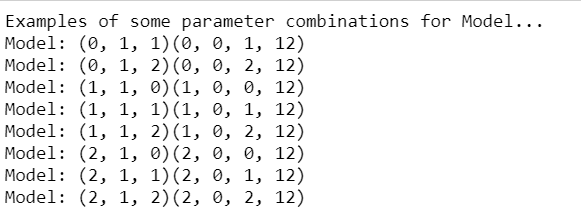 Examples of some parameter combinations for Model...
Model: (0, 1, 1)(0, 0, 1, 12)
Model: (0, 1, 2)(0, 0, 2, 12)
Model: (1, 1, 0)(1, 0, 0, 12)
Model: (1, 1, 1)(1, 0, 1, 12)
Model: (1, 1, 2)(1, 0, 2, 12)
Model: (2, 1, 0)(2, 0, 0, 12)
Model: (2, 1, 1)(2, 0, 1, 12)
Model: (2, 1, 2)(2, 0, 2, 12)